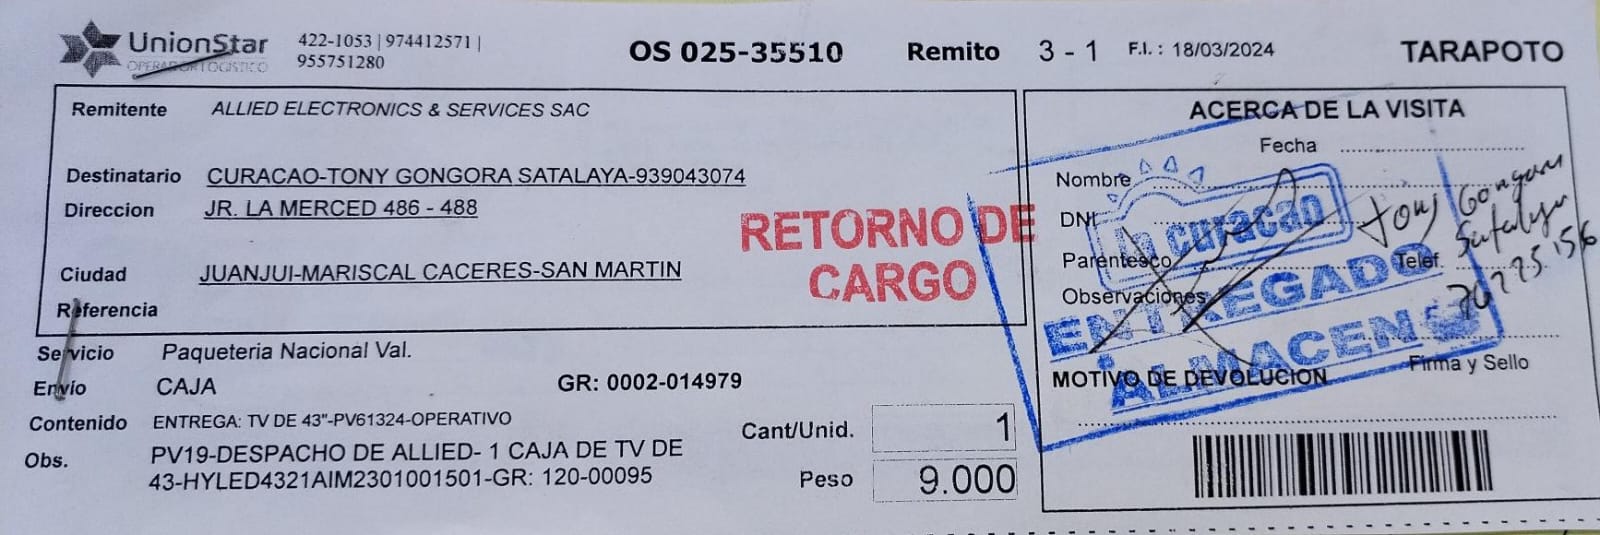 UnionStar
OPERADOR LOGISTICO
422-1053 | 974412571 |
955751280
OS 025-35510 Remito 3 - 1 F.I. : 18/03/2024 TARAPOTO
Remitente ALLIED ELECTRONICS & SERVICES SAC
Destinatario CURACAO-TONY GONGORA SATALAYA-939043074
Direccion JR. LA MERCED 486 - 488
Ciudad JUANJUI-MARISCAL CACERES-SAN MARTIN
Referencia
RETORNO DE
CARGO
Servicio Paqueteria Nacional Val.
Envio CAJA GR: 0002-014979
Contenido ENTREGA: TV DE 43"-PV61324-OPERATIVO
Obs. PV19-DESPACHO DE ALLIED- 1 CAJA DE TV DE
43-HYLED4321AIM2301001501-GR: 120-00095
Cant/Unid. 1
Peso 9.000
ACERCA DE LA VISITA
Fecha
Nombre
DNI
Parentesco Telef.
Observaciones
Firma y Sello
MOTIVO DE DEVOLUCION
la curacao
ENTREGADO
ALMACEN
Tony Gongora
Satalaya